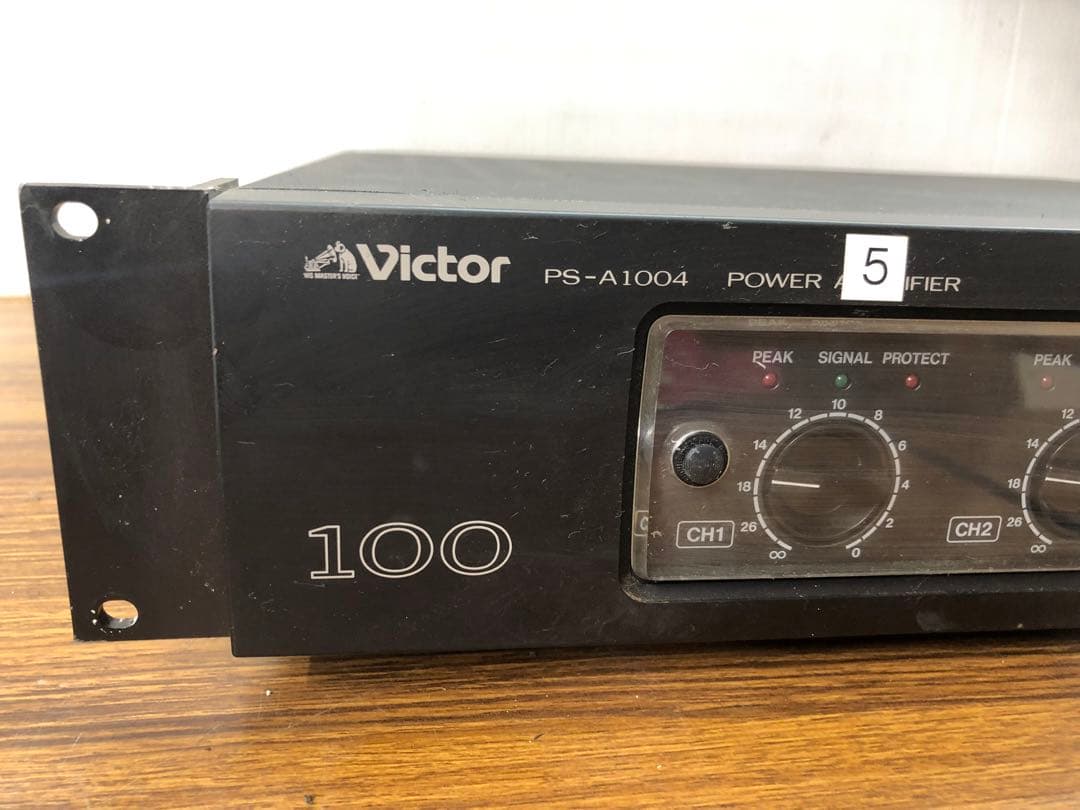 "HIS MASTER'S VOICE" Victor PS-A1004 POWER A 5 IFIER
PEAK SIGNAL PROTECT PEAK
12 10 8 12
14 6 14
18 4 18
CH1 26 2 CH2 26
∞ 0 ∞
100